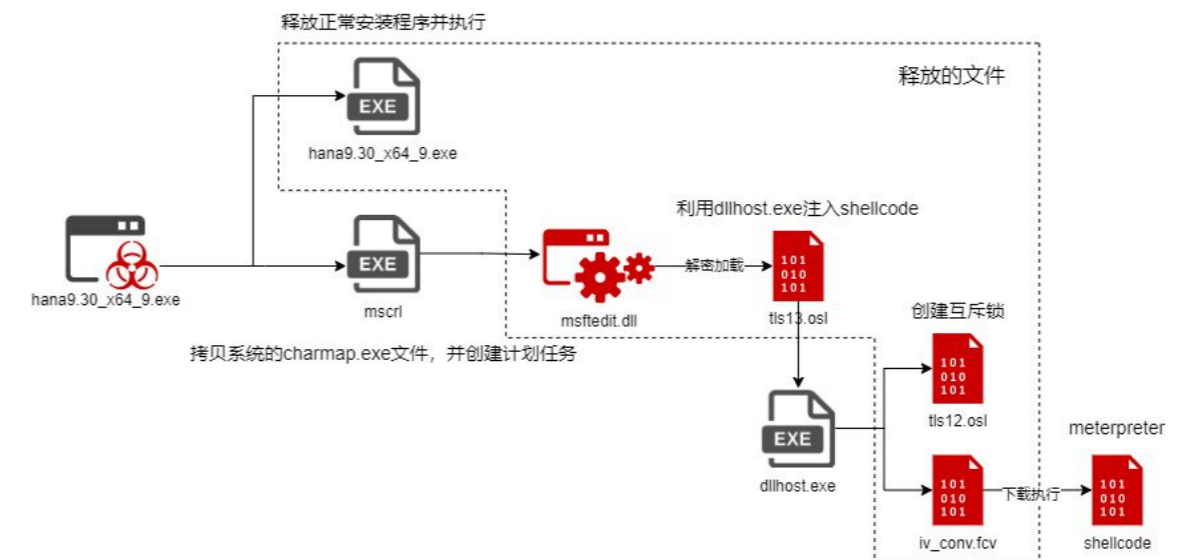 释放正常安装程序并执行
释放的文件
EXE
hana9.30_x64_9.exe
利用dllhost.exe注入shellcode
EXE
解密加载
101
010
101
hana9.30_x64_9.exe
mscrl
msftedit.dll
tls13.osl
创建互斥锁
拷贝系统的charmap.exe文件，并创建计划任务
101
010
101
tls12.osl
EXE
dllhost.exe
meterpreter
101
010
101
下载执行
101
010
101
iv_conv.fcv
shellcode